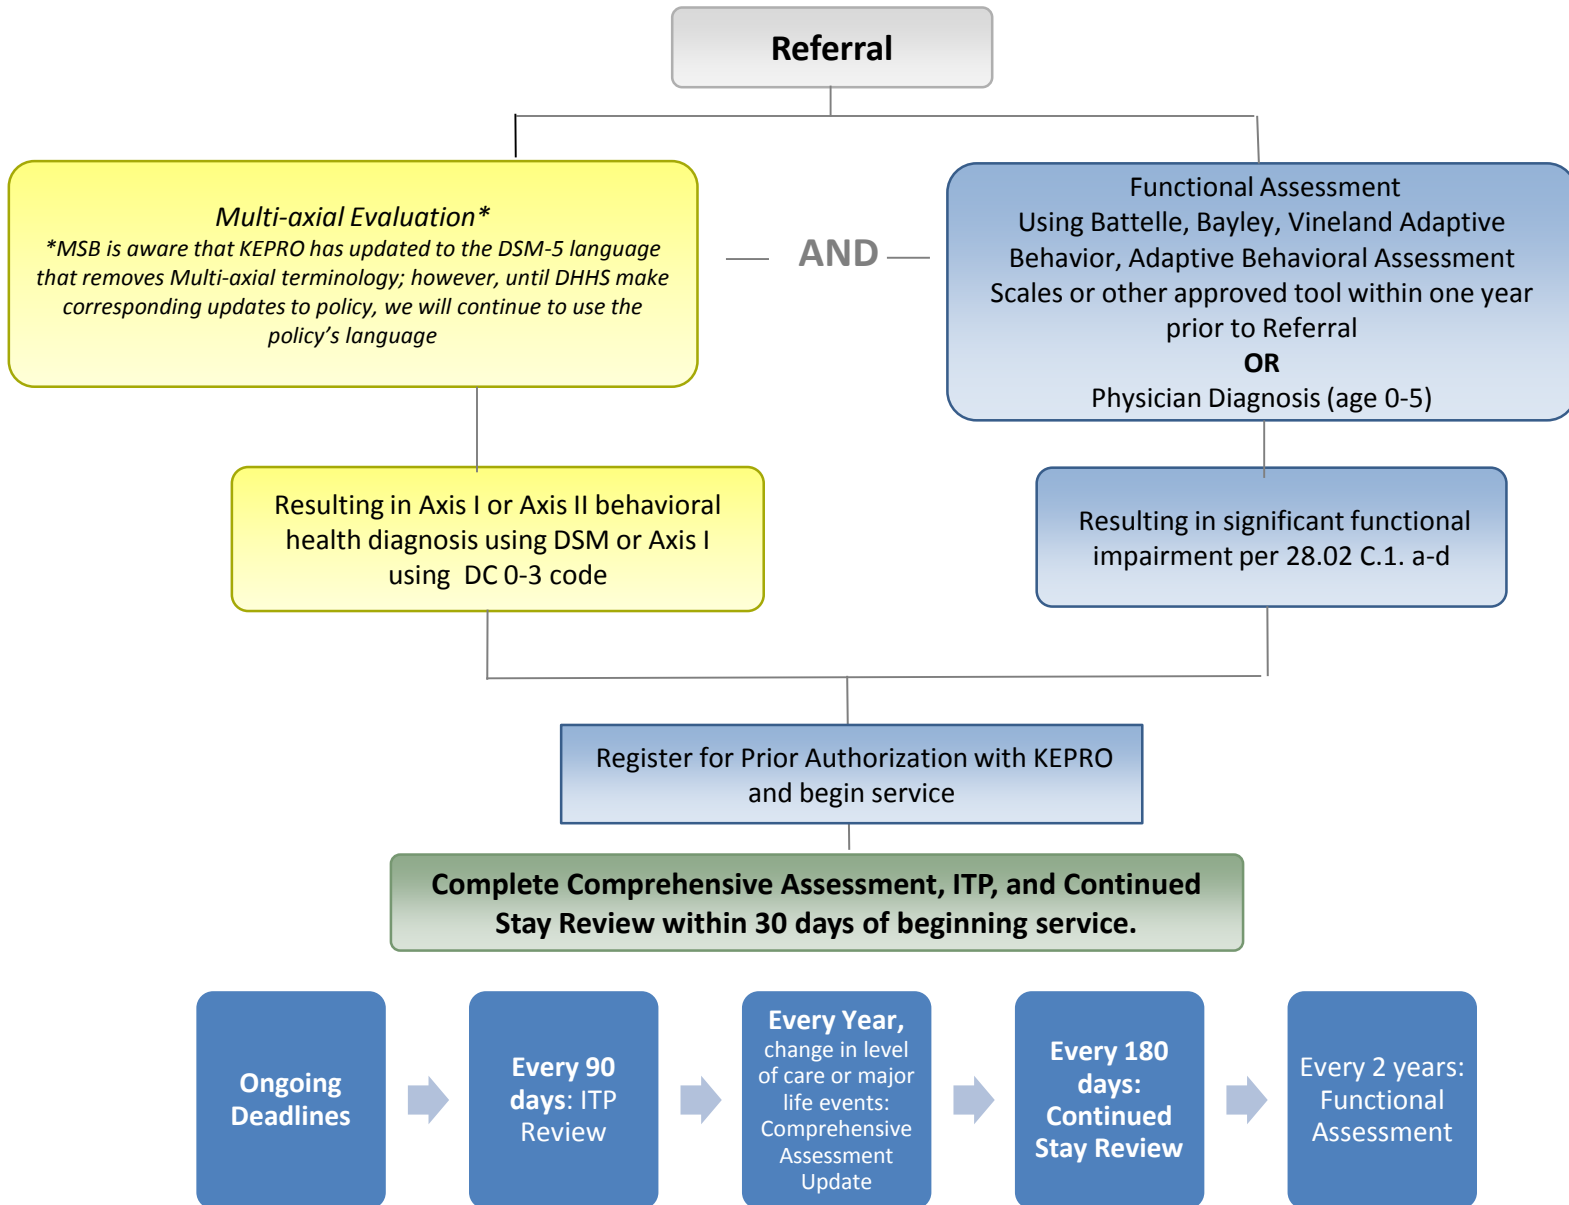 Referral
Multi-axial Evaluation*
*MSB is aware that KEPRO has updated to the DSM-5 language
that removes Multi-axial terminology; however, until DHHS make
corresponding updates to policy, we will continue to use the
policy’s language
AND
Functional Assessment
Using Battelle, Bayley, Vineland Adaptive
Behavior, Adaptive Behavioral Assessment
Scales or other approved tool within one year
prior to Referral
OR
Physician Diagnosis (age 0-5)
Resulting in Axis I or Axis II behavioral
health diagnosis using DSM or Axis I
using DC 0-3 code
Resulting in significant functional
impairment per 28.02 C.1. a-d
Register for Prior Authorization with KEPRO
and begin service
Complete Comprehensive Assessment, ITP, and Continued
Stay Review within 30 days of beginning service.
Ongoing
Deadlines
Every 90
days: ITP
Review
Every Year,
change in level
of care or major
life events:
Comprehensive
Assessment
Update
Every 180
days:
Continued
Stay Review
Every 2 years:
Functional
Assessment